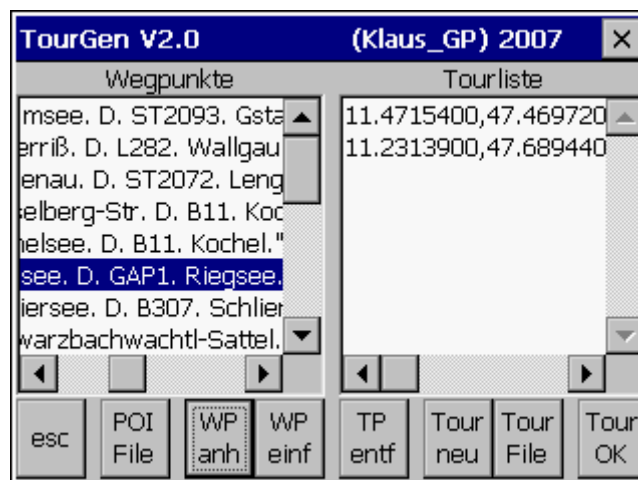 TourGen V2.0 (Klaus_GP) 2007
Wegpunkte
Tourliste
msee. D. ST2093. Gsta
erriß. D. L282. Wallgau
enau. D. ST2072. Leng
selberg-Str. D. B11. Koc
helsee. D. B11. Kochel."
see. D. GAP1. Riegsee.
iersee. D. B307. Schlier
warzbachwachtl-Sattel.
11.4715400,47.469720
11.2313900,47.689440
esc
POI
File
WP
anh
WP
einf
TP
entf
Tour
neu
Tour
File
Tour
OK